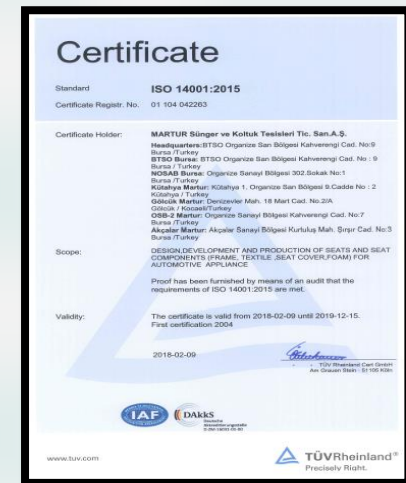 Certificate
Standard ISO 14001:2015
Certificate Registr. No. 01 104 042263
Certificate Holder: MARTUR Sünger ve Koltuk Tesisleri Tic. San.A.Ş.
Headquarters:BTSO Organize San Bölgesi Kahverengi Cad. No:9
Bursa /Turkey
BTSO Bursa: BTSO Organize San Bölgesi Kahverengi Cad. No : 9
Bursa /Turkey
NOSAB Bursa: Organize Sanayi Bölgesi 302.Sokak No:1
Bursa /Turkey
Kütahya Martur: Kütahya 1. Organize San Bölgesi 9.Cadde No : 2
Kütahya / Turkey
Gölcük Martur: Denizevler Mah. 18 Mart Cad. No.2/A
Gölcük / Kocaeli/Turkey
OSB-2 Martur: Organize Sanayi Bölgesi Kahverengi Cad. No:7
Bursa /Turkey
Akçalar Martur: Akçalar Sanayi Bölgesi Kurtuluş Mah. Cad. No:3
Bursa /Turkey
Scope: DESIGN,DEVELOPMENT AND PRODUCTION OF SEATS AND SEAT
COMPONENTS (FRAME, TEXTILE ,SEAT COVER,FOAM) FOR
AUTOMOTIVE APPLIANCE
Proof has been furnished by means of an audit that the
requirements of ISO 14001:2015 are met.
Validity: The certificate is valid from 2018-02-09 until 2019-12-15.
First certification 2004
2018-02-09
TÜV Rheinland Cert GmbH
Am Grauen Stein · 51105 Köln
IAF
DAkkS
Deutsche
Akkreditierungsstelle
www.tuv.com
TÜVRheinland®
Precisely Right.